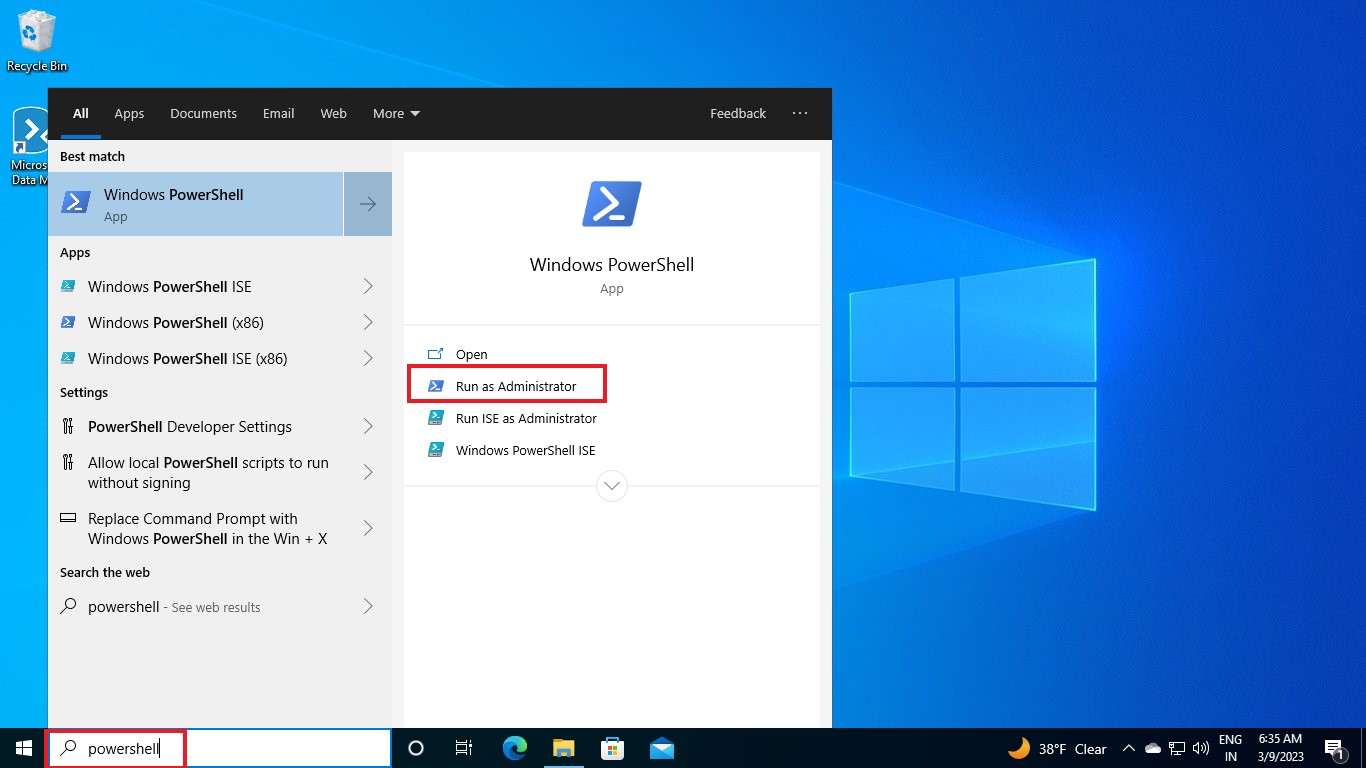 Recycle Bin
Micros
Data M
All
Apps
Documents
Email
Web
More
Feedback
Best match
Windows PowerShell
App
Apps
Windows PowerShell ISE
Windows PowerShell (x86)
Windows PowerShell ISE (x86)
Settings
PowerShell Developer Settings
Allow local PowerShell scripts to run
without signing
Replace Command Prompt with
Windows PowerShell in the Win + X
Search the web
powershell - See web results
Windows PowerShell
App
Open
Run as Administrator
Run ISE as Administrator
Windows PowerShell ISE
powershell
38°F Clear
ENG
IN
6:35 AM
3/9/2023
1